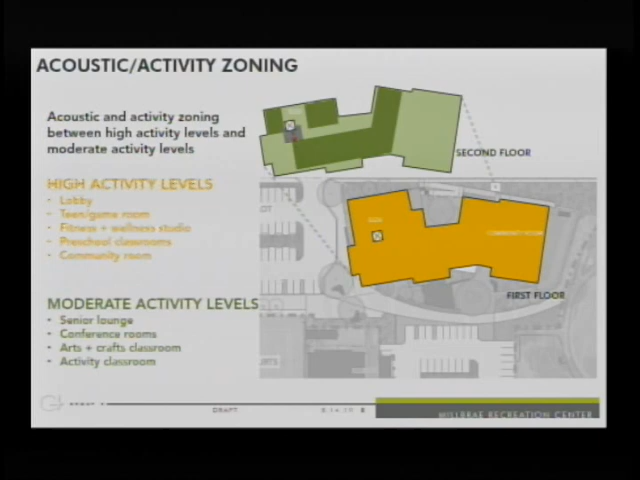 ACOUSTIC/ACTIVITY ZONING
Acoustic and activity zoning
between high activity levels and
moderate activity levels
HIGH ACTIVITY LEVELS
• Lobby
• Teen/game room
• Fitness + wellness studio
• Preschool classrooms
• Community room
MODERATE ACTIVITY LEVELS
• Senior lounge
• Conference rooms
• Arts + crafts classroom
• Activity classroom
SECOND FLOOR
COMMUNITY ROOM
FIRST FLOOR
DRAFT
MILLBRAE RECREATION CENTER